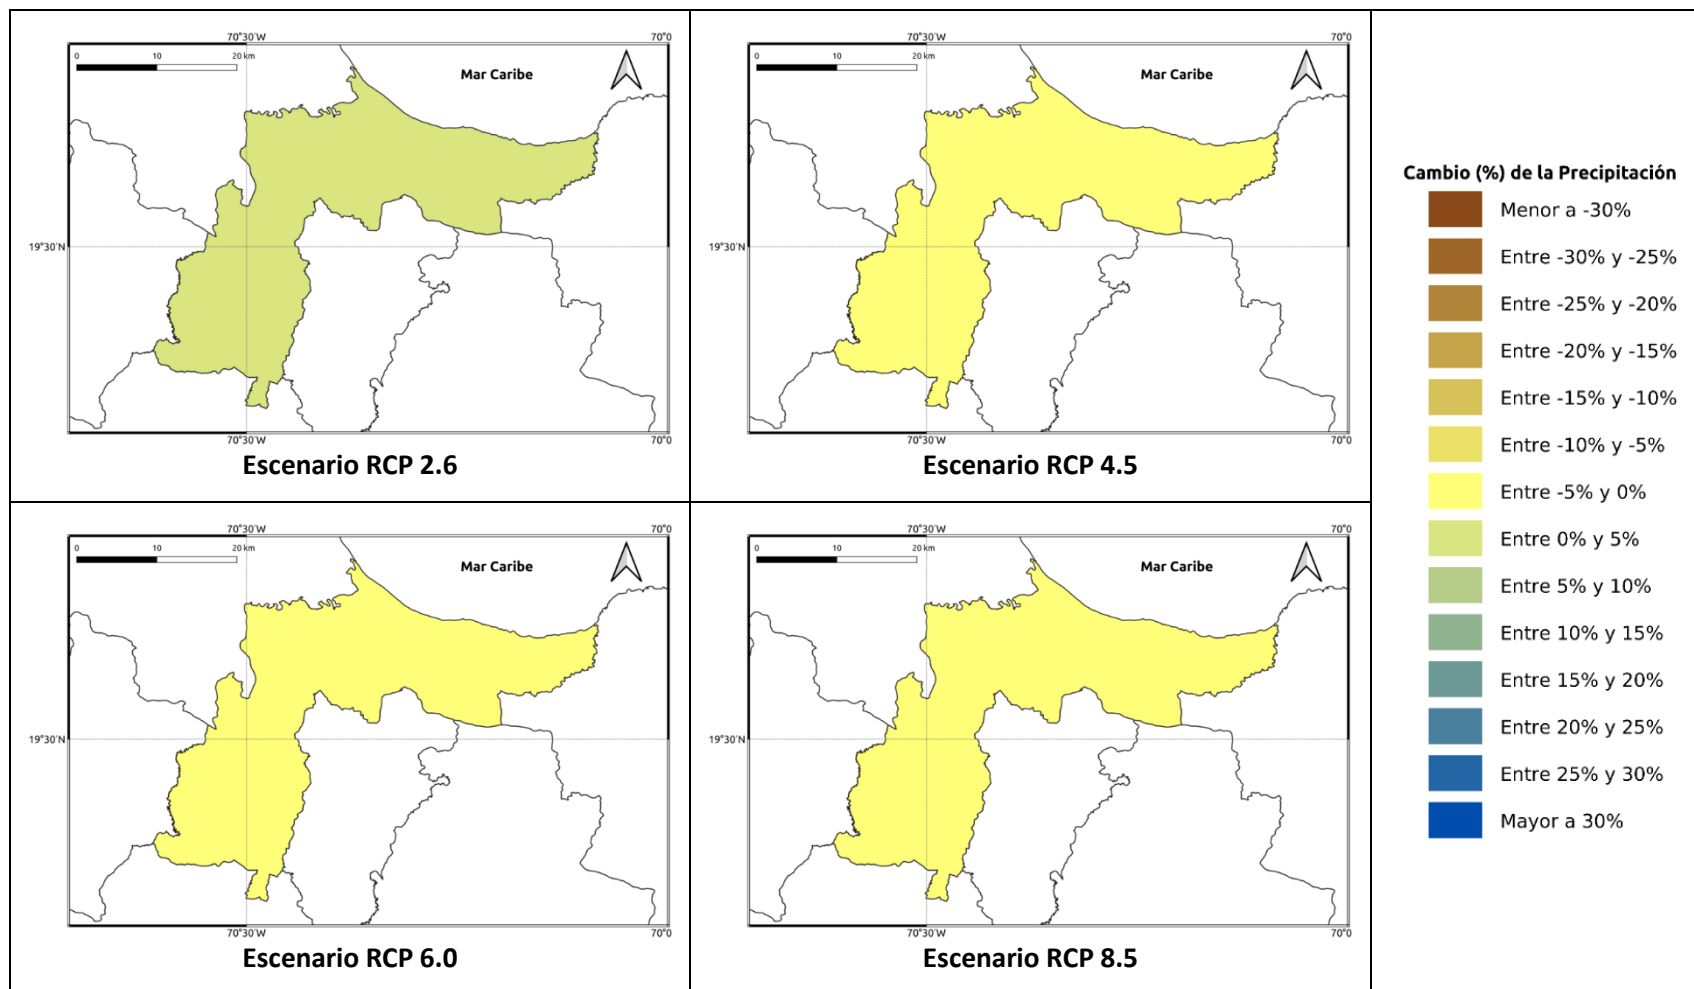 70°30'W 70°0
0 10 20 km
Mar Caribe
19°30'N
70°30'W 70°0
Escenario RCP 2.6
70°30'W 70°0
0 10 20 km
Mar Caribe
19°30'N
70°30'W 70°0
Escenario RCP 4.5
70°30'W 70°0
0 10 20 km
Mar Caribe
19°30'N
70°30'W 70°0
Escenario RCP 6.0
70°30'W 70°0
0 10 20 km
Mar Caribe
19°30'N
70°30'W 70°0
Escenario RCP 8.5
Cambio (%) de la Precipitación
Menor a -30%
Entre -30% y -25%
Entre -25% y -20%
Entre -20% y -15%
Entre -15% y -10%
Entre -10% y -5%
Entre -5% y 0%
Entre 0% y 5%
Entre 5% y 10%
Entre 10% y 15%
Entre 15% y 20%
Entre 20% y 25%
Entre 25% y 30%
Mayor a 30%